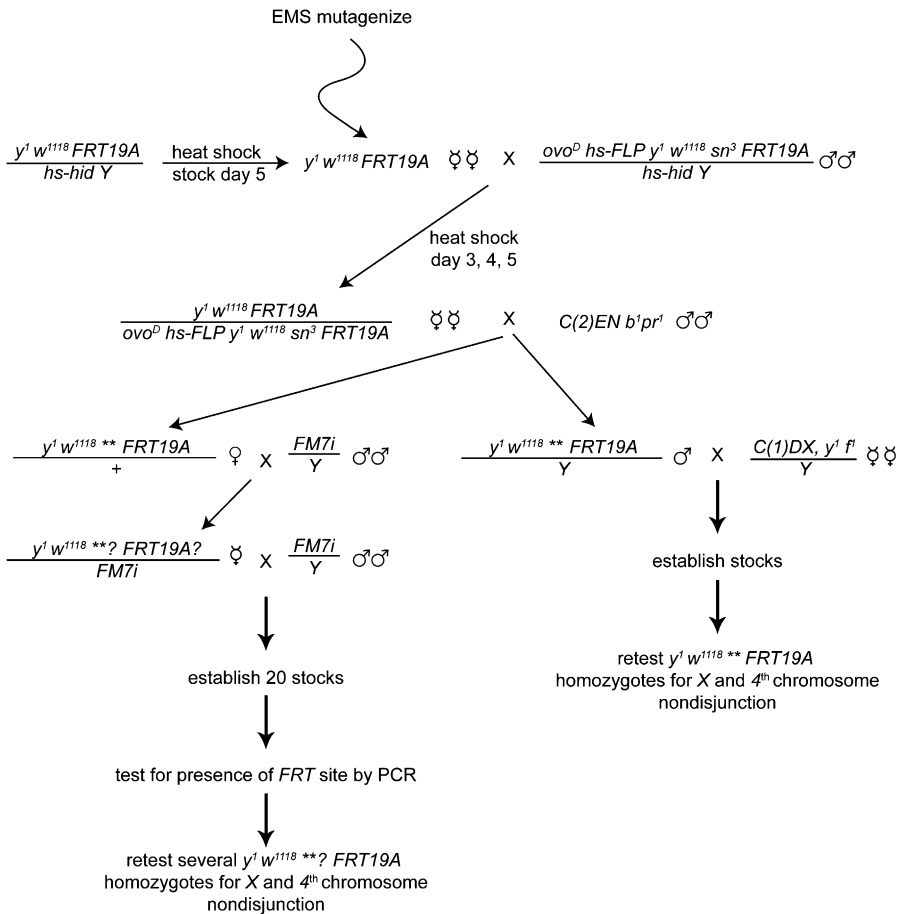 EMS mutagenize
y¹ w¹¹¹⁸ FRT19A
hs-hid Y
heat shock
stock day 5
y¹ w¹¹¹⁸ FRT19A ☿☿ X
ovoᴰ hs-FLP y¹ w¹¹¹⁸ sn³ FRT19A
hs-hid Y
♂♂
heat shock
day 3, 4, 5
y¹ w¹¹¹⁸ FRT19A
ovoᴰ hs-FLP y¹ w¹¹¹⁸ sn³ FRT19A
☿☿ X C(2)EN b¹pr¹ ♂♂
y¹ w¹¹¹⁸ ** FRT19A
+
♀ X
FM7i
Y
♂♂
y¹ w¹¹¹⁸ ** FRT19A
Y
♂ X
C(1)DX, y¹ f¹
Y
☿☿
y¹ w¹¹¹⁸ **? FRT19A?
FM7i
☿ X
FM7i
Y
♂♂
establish 20 stocks
test for presence of FRT site by PCR
retest several y¹ w¹¹¹⁸ **? FRT19A
homozygotes for X and 4ᵗʰ chromosome
nondisjunction
establish stocks
retest y¹ w¹¹¹⁸ ** FRT19A
homozygotes for X and 4ᵗʰ chromosome
nondisjunction